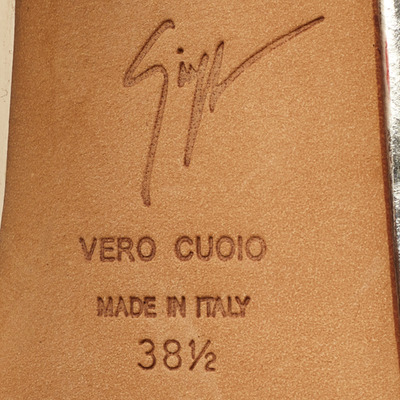 VERO CUOIO
MADE IN ITALY
38½